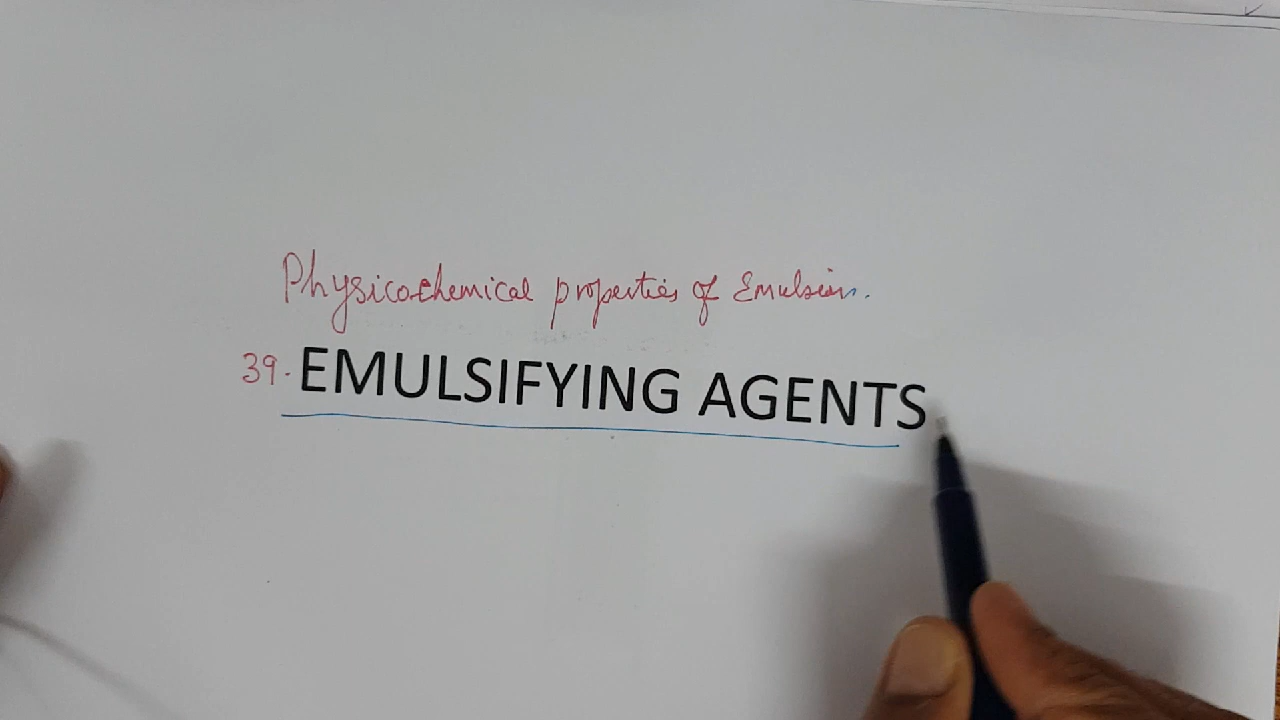 Physicochemical properties of Emulsion.
39. EMULSIFYING AGENTS